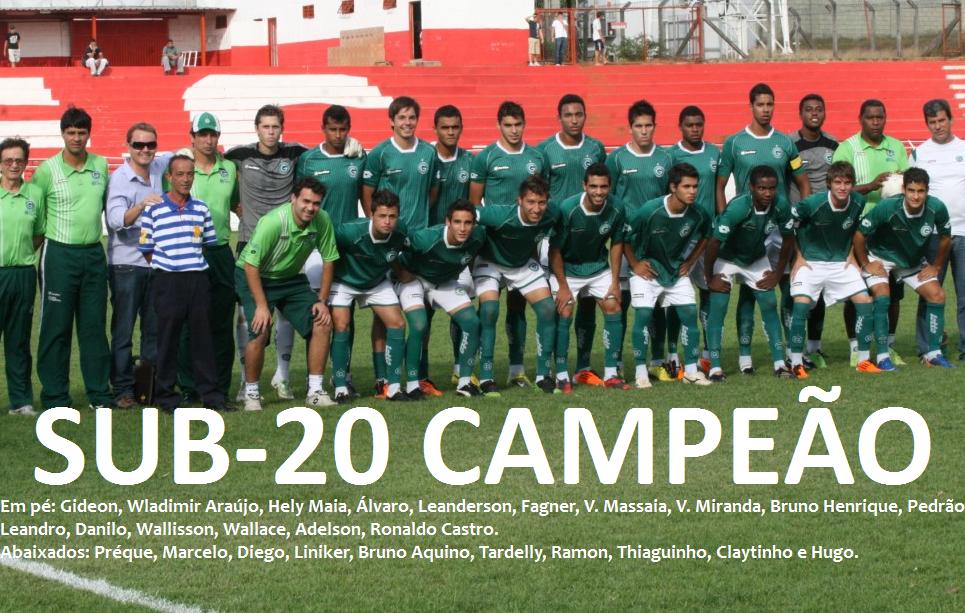 SUB-20 CAMPEÃO
Em pé: Gideon, Wladimir Araújo, Hely Maia, Álvaro, Leanderson, Fagner, V. Massaia, V. Miranda, Bruno Henrique, Pedrão
Leandro, Danilo, Wallisson, Wallace, Adelson, Ronaldo Castro.
Abaixados: Préque, Marcelo, Diego, Liniker, Bruno Aquino, Tardelly, Ramon, Thiaguinho, Claytinho e Hugo.